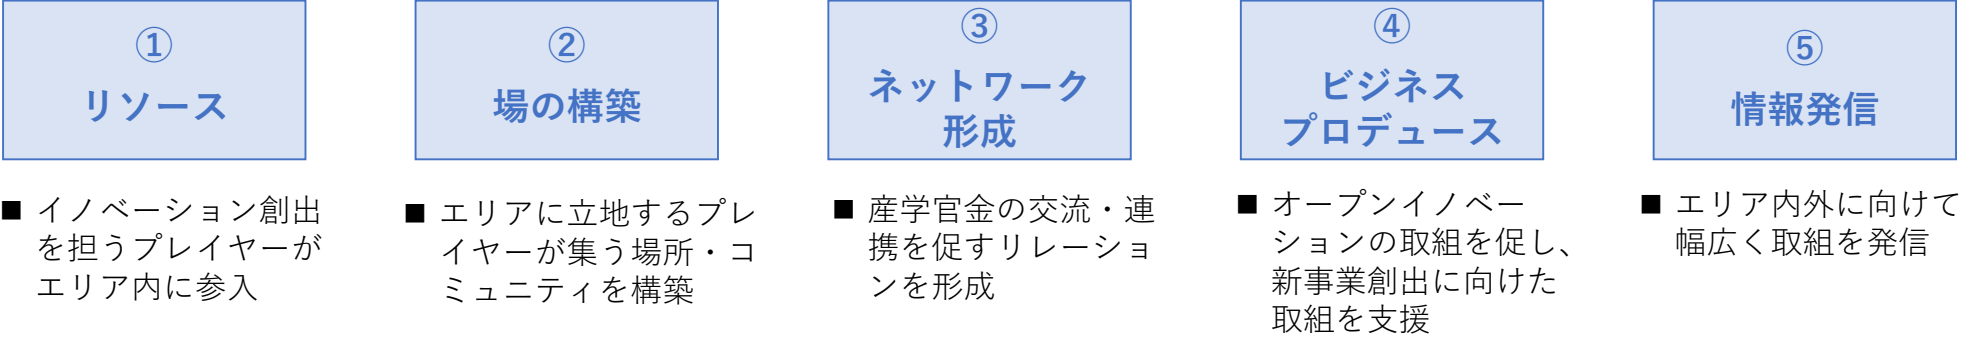 ①
リソース
■ イノベーション創出
を担うプレイヤーが
エリア内に参入
②
場の構築
■ エリアに立地するプレ
イヤーが集う場所・コ
ミュニティを構築
③
ネットワーク
形成
■ 産学官金の交流・連
携を促すリレーショ
ンを形成
④
ビジネス
プロデュース
■ オープンイノベー
ションの取組を促し、
新事業創出に向けた
取組を支援
⑤
情報発信
■ エリア内外に向けて
幅広く取組を発信